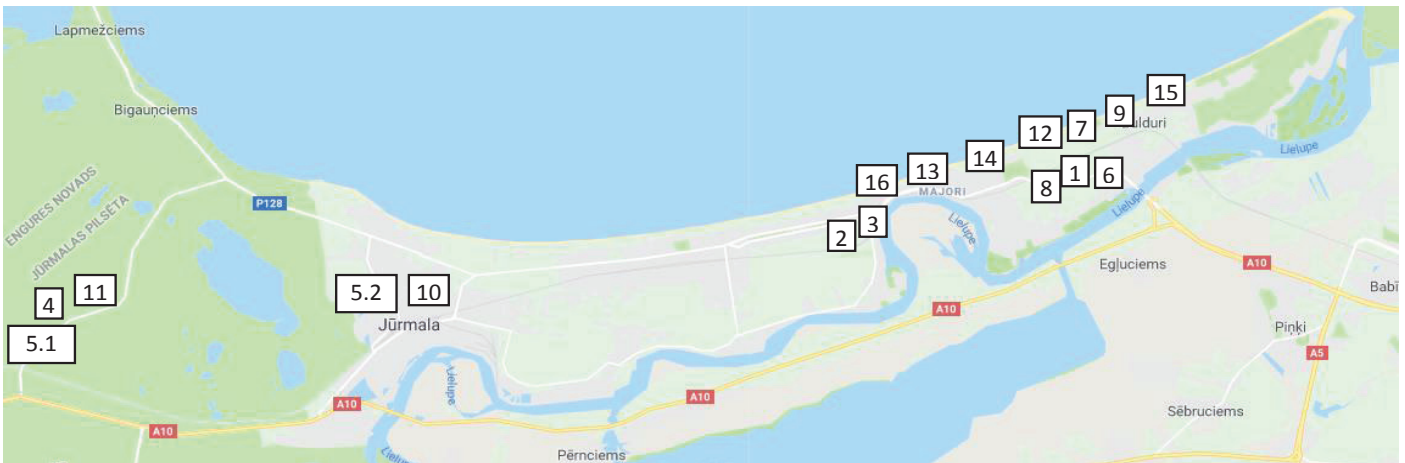 Lapmežciems
Bigauņciems
ENGURES NOVADS
JŪRMALAS PILSĒTA
P128
4
11
5.1
5.2
10
Jūrmala
A10
A10
Lielupe
Lielupe
Pērnciems
A10
2
3
16
13
MAJORI
14
Lielupe
12
7
9
15
8
1
6
Lielupe
Lielupe
A10
Egļuciems
A10
Babī
Piņķi
A5
Sēbruciems